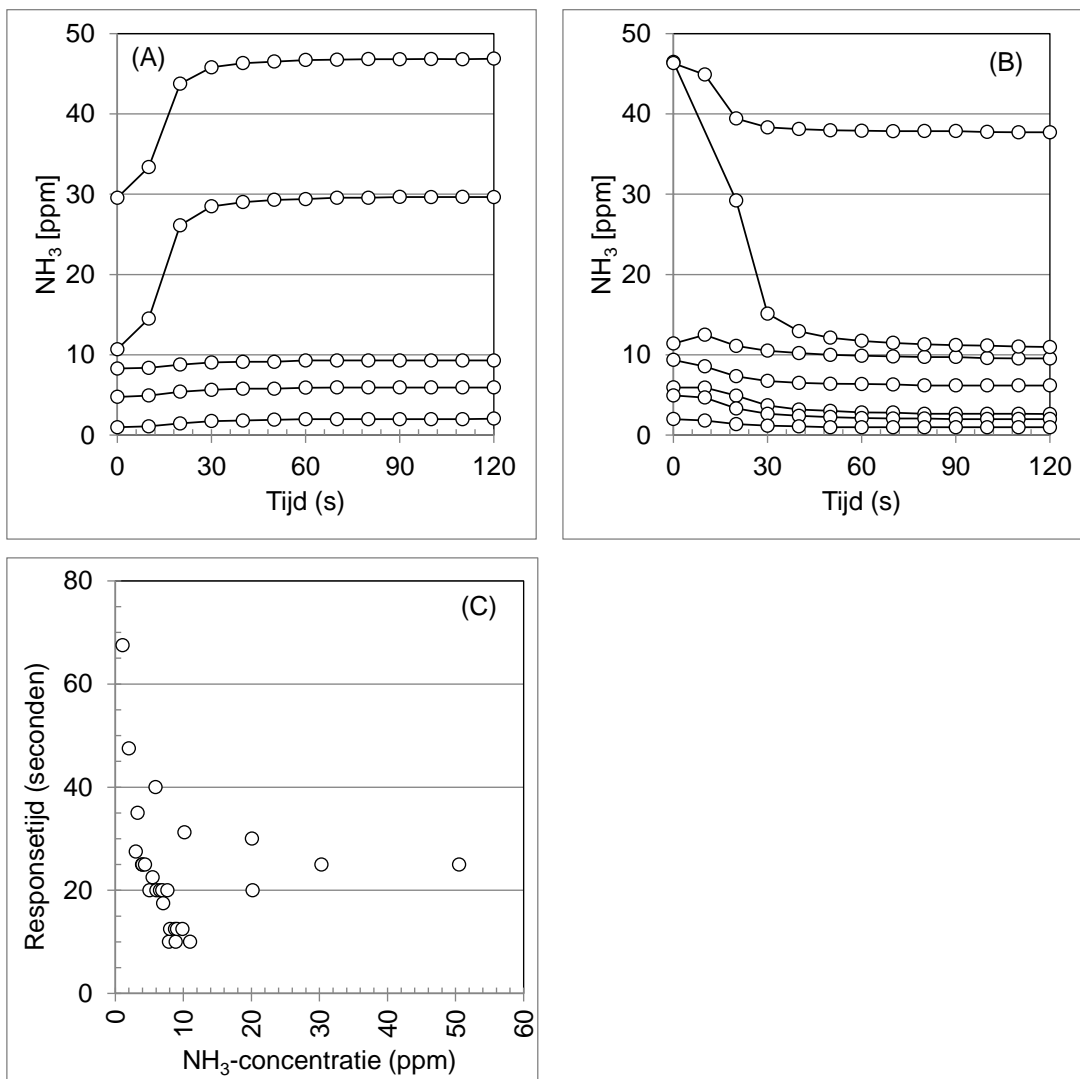 (A)
NH3 [ppm]
50
40
30
20
10
0
0 30 60 90 120
Tijd (s)
(B)
NH3 [ppm]
50
40
30
20
10
0
0 30 60 90 120
Tijd (s)
(C)
Responsetijd (seconden)
80
60
40
20
0
0 10 20 30 40 50 60
NH3-concentratie (ppm)